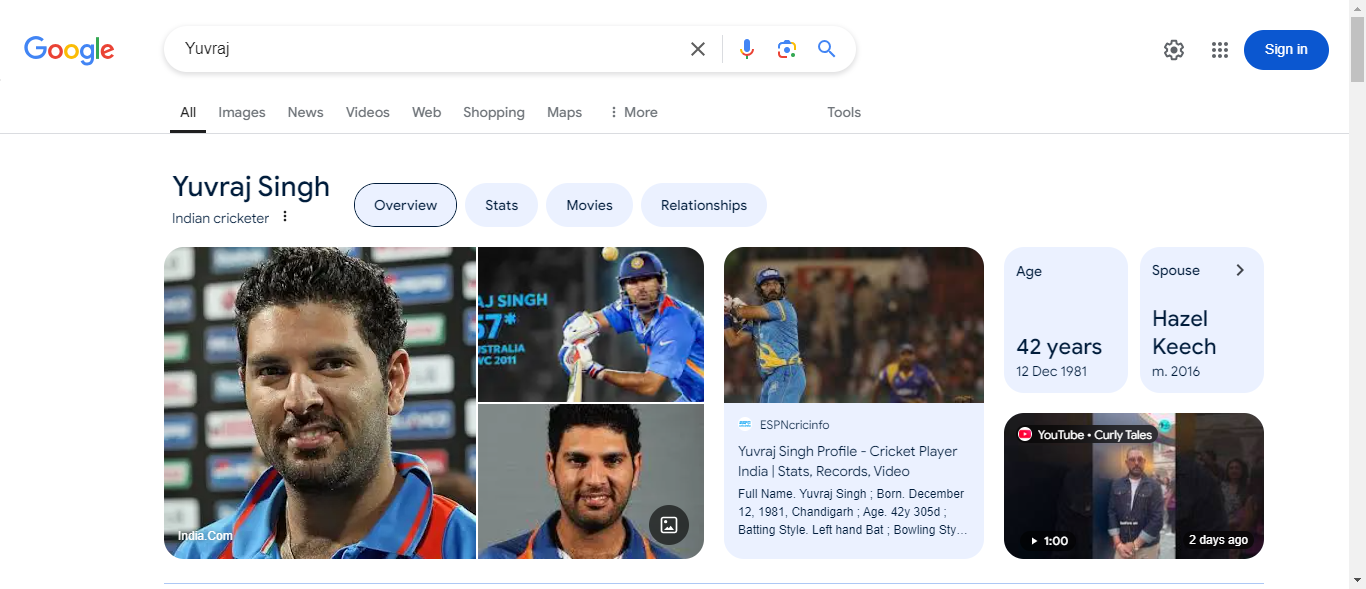 Google
Yuvraj
Sign in
All
Images
News
Videos
Web
Shopping
Maps
More
Tools
Yuvraj Singh
Indian cricketer
Overview
Stats
Movies
Relationships
India.Com
AJ SINGH
57*
USTRALIA
WC 2011
ESPNcricinfo
Yuvraj Singh Profile - Cricket Player
India | Stats, Records, Video
Full Name. Yuvraj Singh ; Born. December
12, 1981, Chandigarh ; Age. 42y 305d ;
Batting Style. Left hand Bat ; Bowling Sty...
Age
42 years
12 Dec 1981
Spouse
Hazel
Keech
m. 2016
YouTube • Curly Tales
1:00
2 days ago